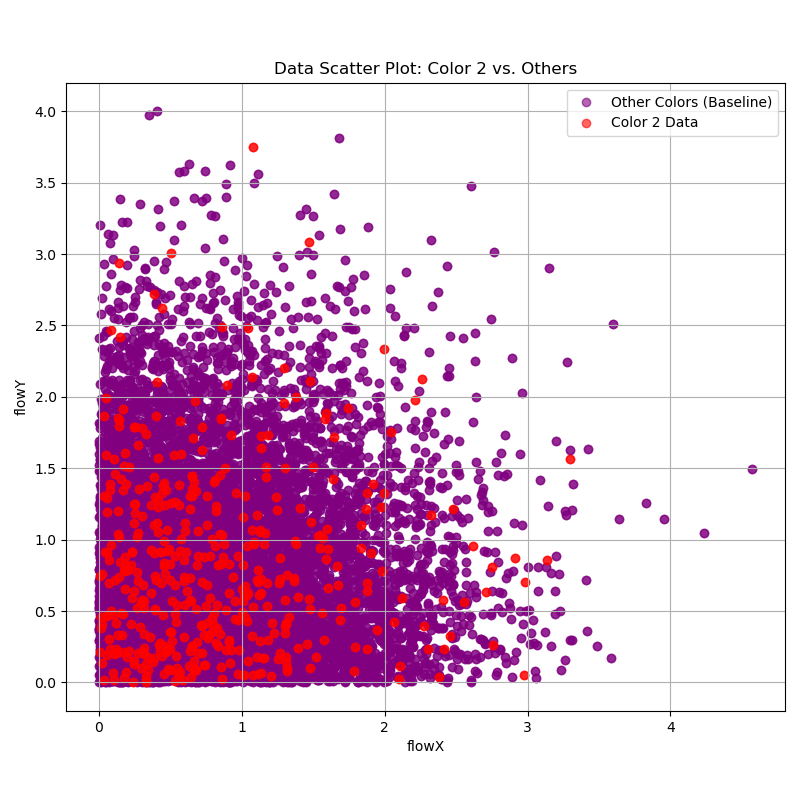 Data Scatter Plot: Color 2 vs. Others
Other Colors (Baseline)
Color 2 Data
4.0
3.5
3.0
2.5
2.0
1.5
1.0
0.5
0.0
flowY
0 1 2 3 4
flowX